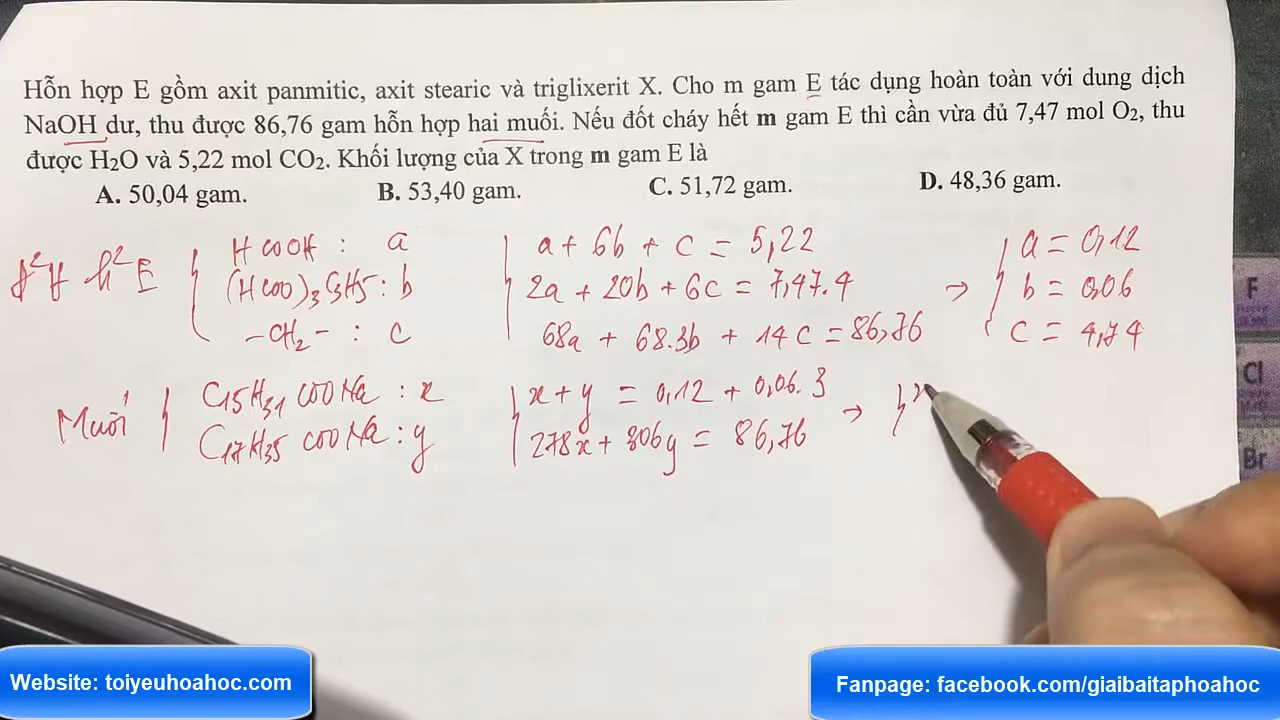 Hỗn hợp E gồm axit panmitic, axit stearic và triglixerit X. Cho m gam E tác dụng hoàn toàn với dung dịch
NaOH dư, thu được 86,76 gam hỗn hợp hai muối. Nếu đốt cháy hết m gam E thì cần vừa đủ 7,47 mol O₂, thu
được H₂O và 5,22 mol CO₂. Khối lượng của X trong m gam E là
A. 50,04 gam. B. 53,40 gam. C. 51,72 gam. D. 48,36 gam.
HCOOH : a
(HCOO)₃C₃H₅ : b
-CH₂- : c
a + 6b + c = 5,22
2a + 20b + 6c = 7,47.4
68a + 68.3b + 14c = 86,76
→ a = 0,12
b = 0,06
c = 4,74
Muối
C₁₅H₃₁COONa : x
C₁₇H₃₅COONa : y
x + y = 0,12 + 0,06.3
278x + 306y = 86,76
→
F
Cl
Br
Website: toiyeuhoahoc.com
Fanpage: facebook.com/giaibaitaphoahoc